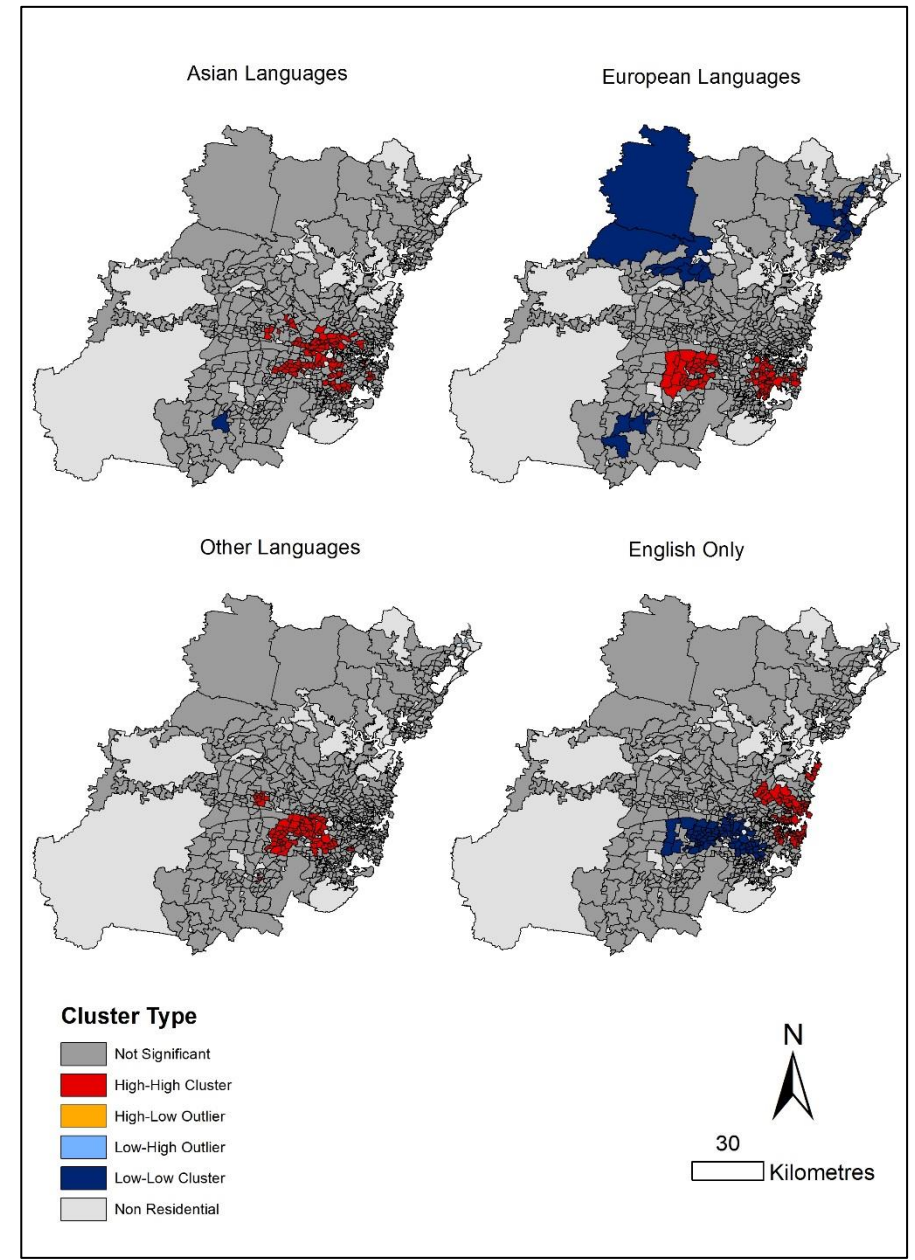 Asian Languages
European Languages
Other Languages
English Only
Cluster Type
Not Significant
High-High Cluster
High-Low Outlier
Low-High Outlier
Low-Low Cluster
Non Residential
N
30
Kilometres